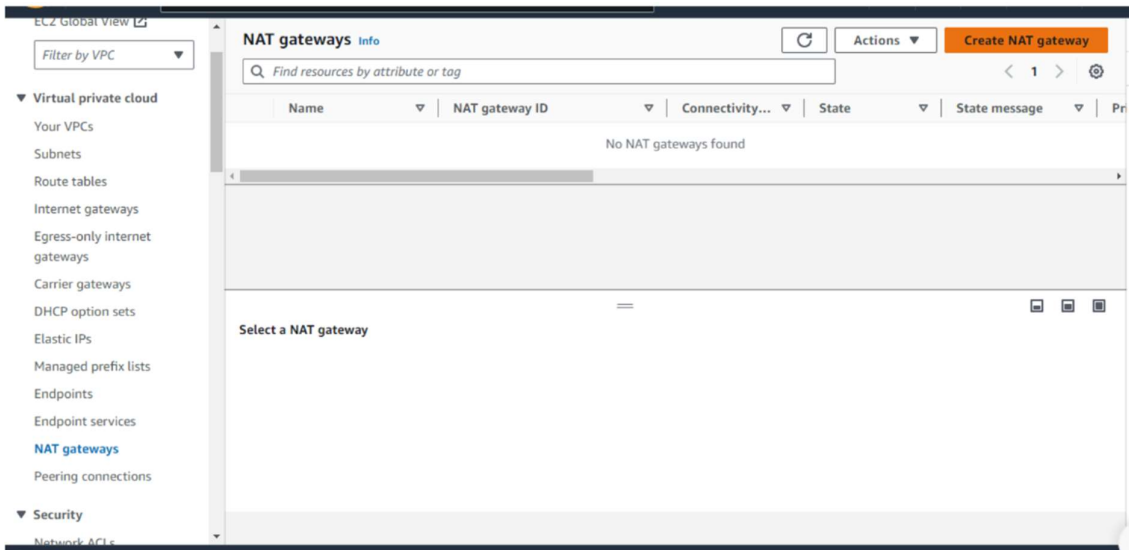 EC2 Global View
Filter by VPC
Virtual private cloud
Your VPCs
Subnets
Route tables
Internet gateways
Egress-only internet
gateways
Carrier gateways
DHCP option sets
Elastic IPs
Managed prefix lists
Endpoints
Endpoint services
NAT gateways
Peering connections
Security
Network ACLs
NAT gateways Info
Actions
Create NAT gateway
Find resources by attribute or tag
1
Name NAT gateway ID Connectivity... State State message Pri
No NAT gateways found
Select a NAT gateway